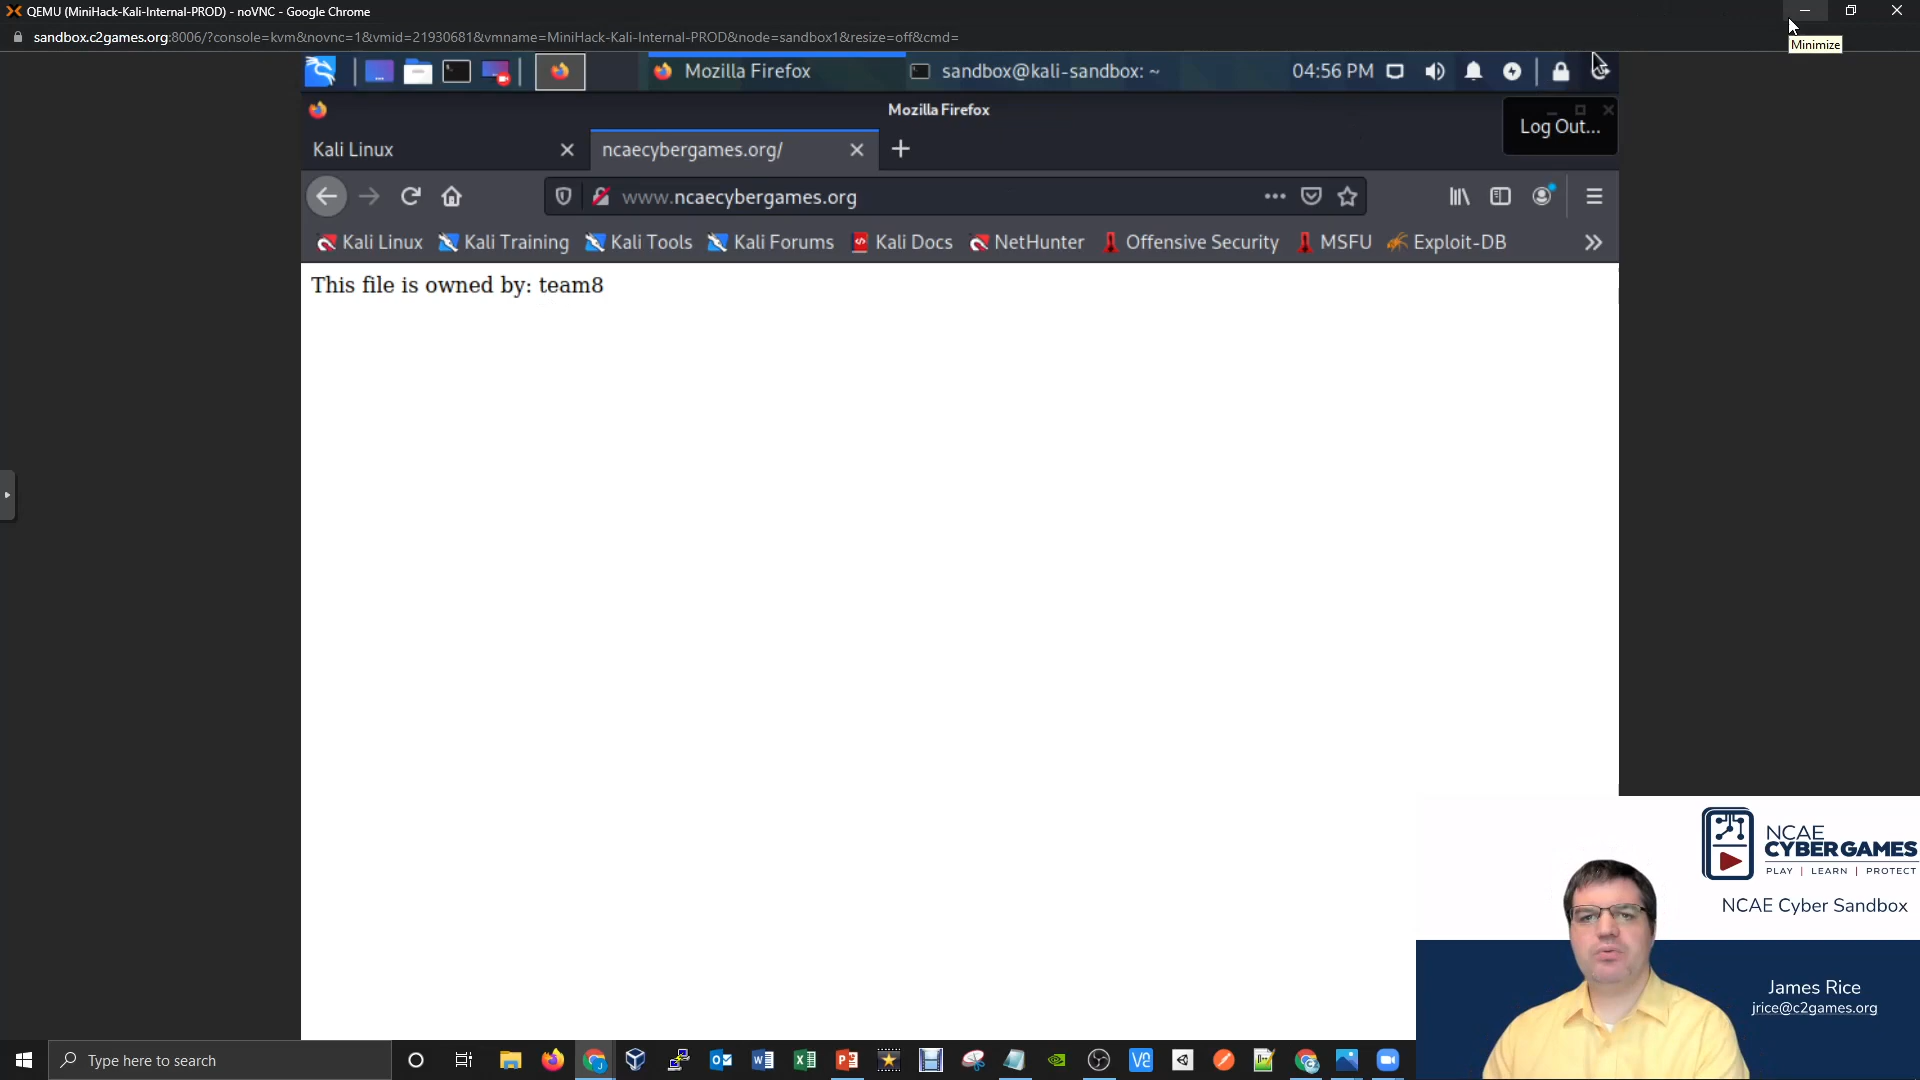 QEMU (MiniHack-Kali-Internal-PROD) - noVNC - Google Chrome
sandbox.c2games.org:8006/?console=kvm&novnc=1&vmid=21930681&vmname=MiniHack-Kali-Internal-PROD&node=sandbox1&resize=off&cmd=
Minimize
Mozilla Firefox
sandbox@kali-sandbox: ~
04:56 PM
Mozilla Firefox
Log Out...
Kali Linux
ncaecybergames.org/
www.ncaecybergames.org
Kali Linux
Kali Training
Kali Tools
Kali Forums
Kali Docs
NetHunter
Offensive Security
MSFU
Exploit-DB
This file is owned by: team8
NCAE
CYBERGAMES
PLAY | LEARN | PROTECT
NCAE Cyber Sandbox
James Rice
jrice@c2games.org
Type here to search